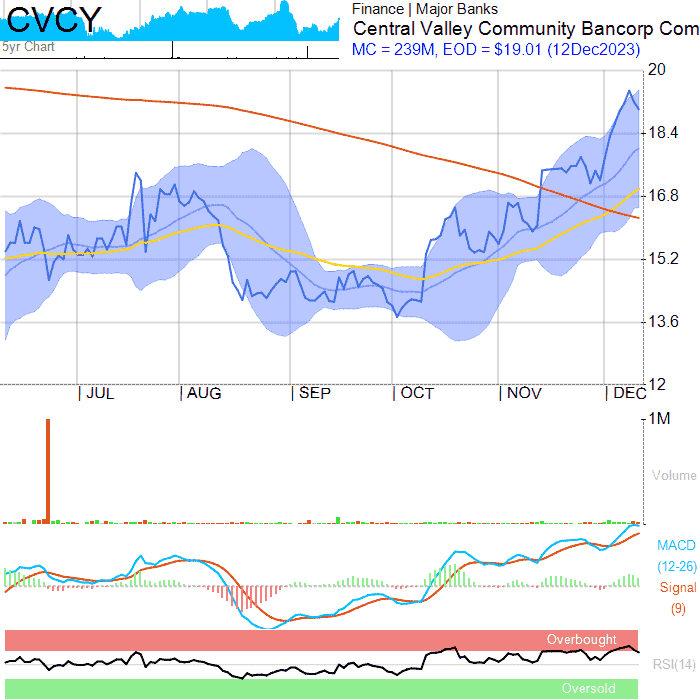 CVCY
5yr Chart
Finance | Major Banks
Central Valley Community Bancorp Com
MC = 239M, EOD = $19.01 (12Dec2023)
20
18.4
16.8
15.2
13.6
12
| JUL | AUG | SEP | OCT | NOV | DEC
1M
Volume
MACD
(12-26)
Signal
(9)
Overbought
RSI(14)
Oversold